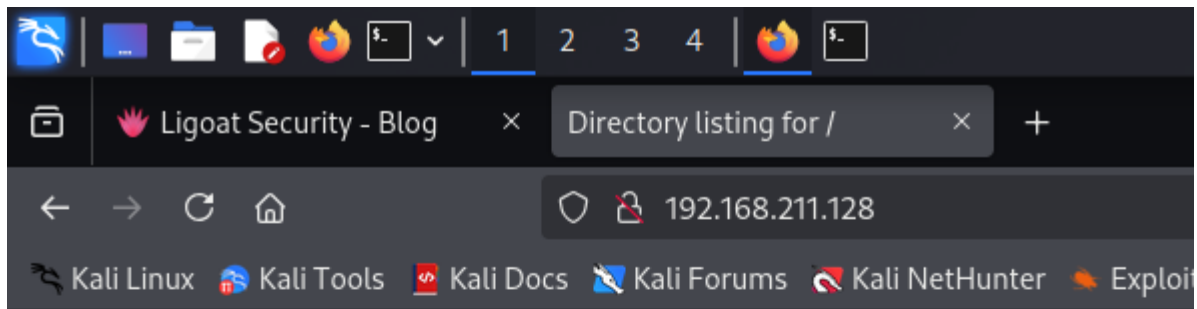 1 2 3 4
Ligoat Security - Blog Directory listing for /
192.168.211.128
Kali Linux Kali Tools Kali Docs Kali Forums Kali NetHunter Exploit